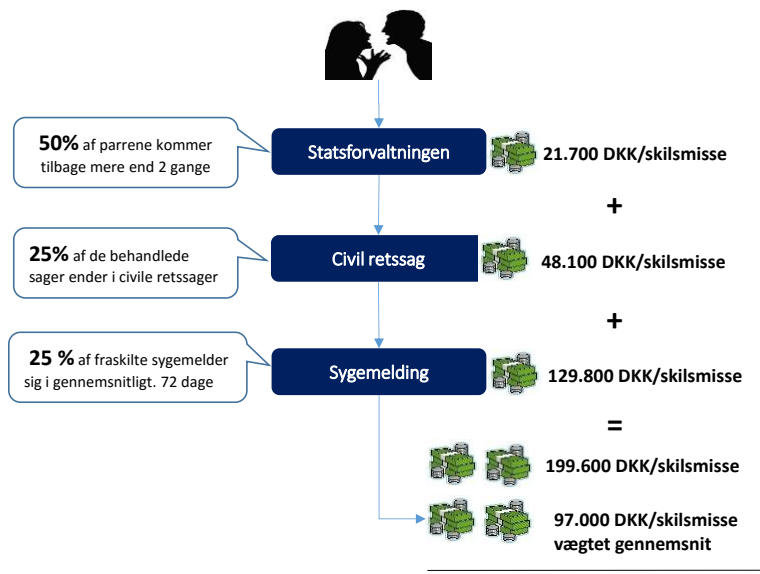 50% af parrene kommer
tilbage mere end 2 gange
Statsforvaltningen
21.700 DKK/skilsmisse
+
25% af de behandlede
sager ender i civile retssager
Civil retssag
48.100 DKK/skilsmisse
+
25 % af fraskilte sygemelder
sig i gennemsnitligt. 72 dage
Sygemelding
129.800 DKK/skilsmisse
=
199.600 DKK/skilsmisse
97.000 DKK/skilsmisse
vægtet gennemsnit